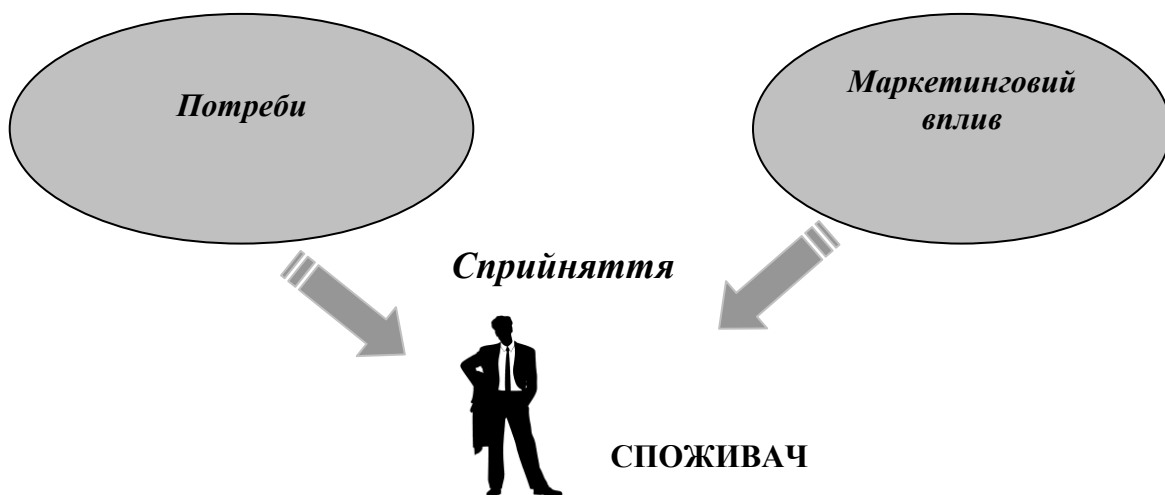 Потреби
Маркетинговий
вплив
Сприйняття
СПОЖИВАЧ